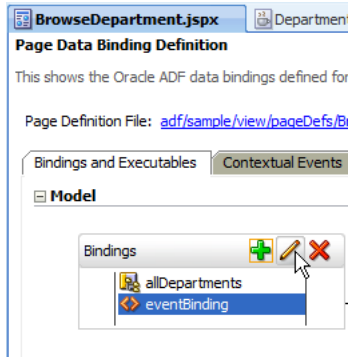 BrowseDepartment.jspx
Page Data Binding Definition
This shows the Oracle ADF data bindings defined for
Page Definition File: adf/sample/view/pageDefs/
Bindings and Executables Contextual Events
Model
Bindings
allDepartments
eventBinding